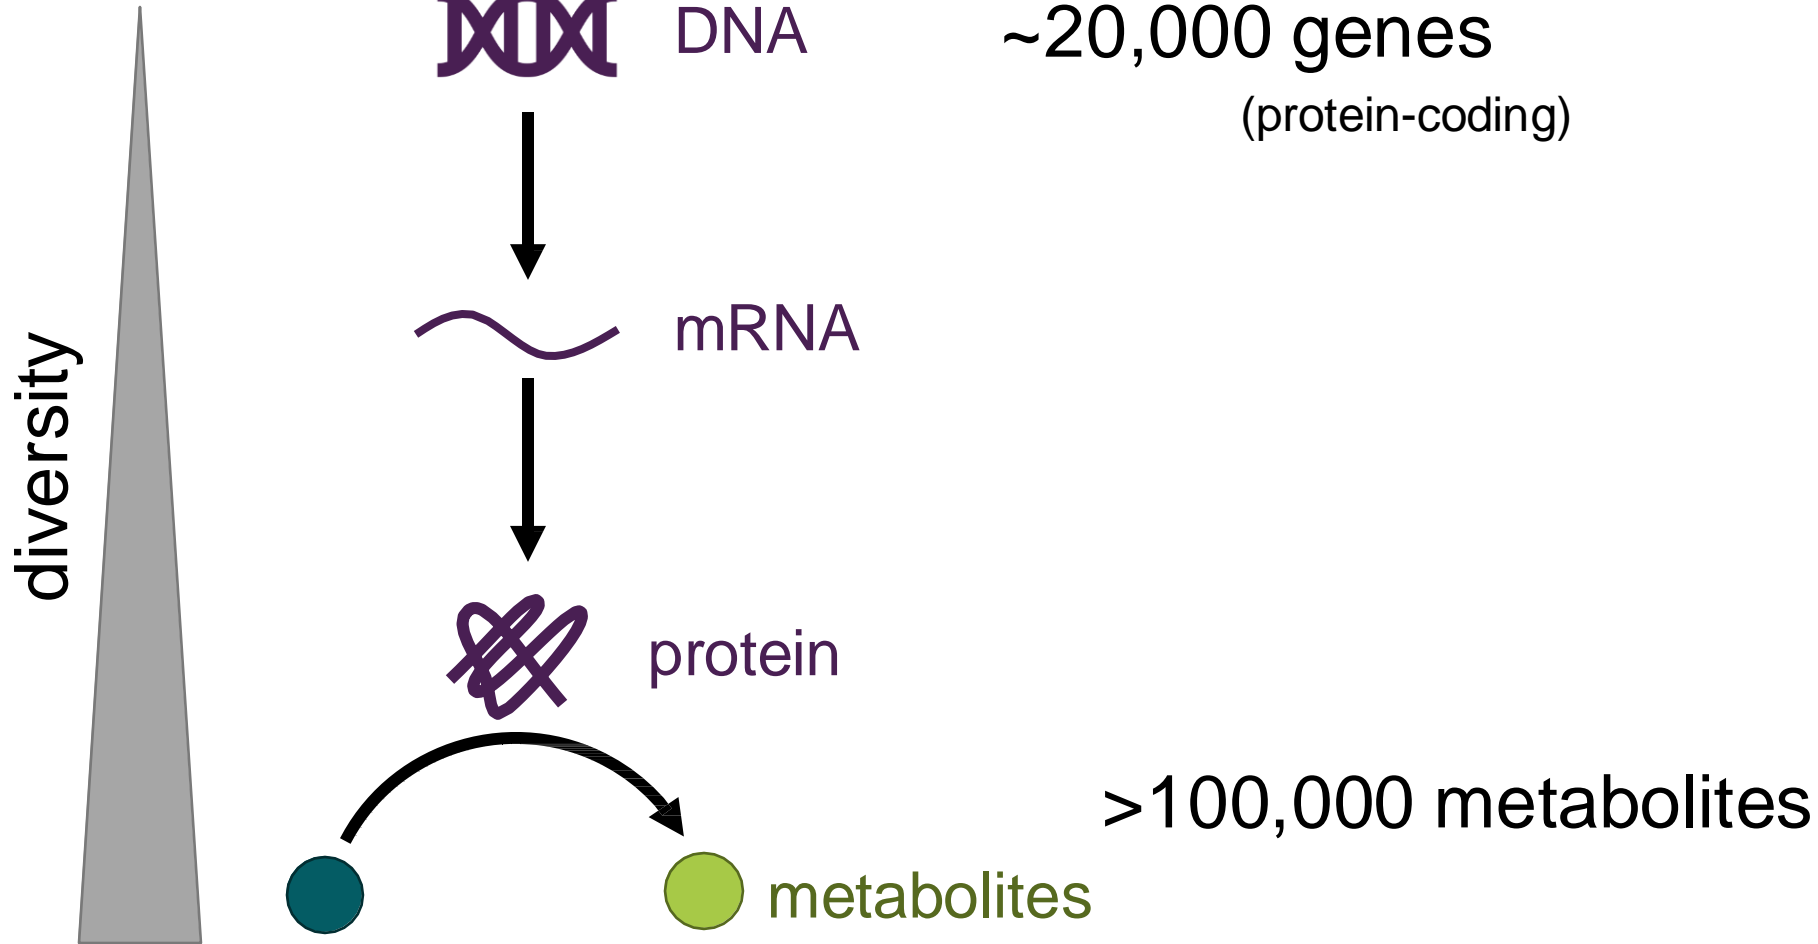 DNA
~20,000 genes
(protein-coding)
mRNA
diversity
protein
>100,000 metabolites
metabolites